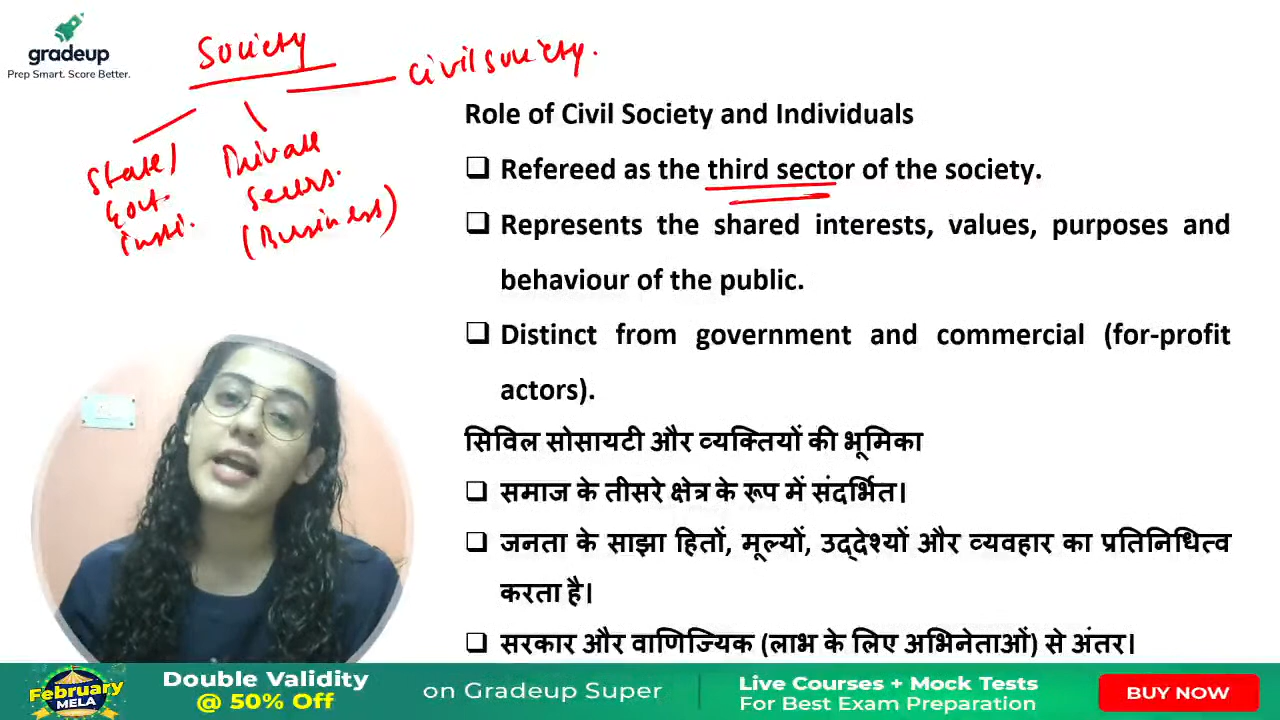 gradeup
Prep Smart. Score Better.
Society
Civil society.
State/
Govt
insti.
Private
Securs.
(Business)
Role of Civil Society and Individuals
❑ Refereed as the third sector of the society.
❑ Represents the shared interests, values, purposes and
behaviour of the public.
❑ Distinct from government and commercial (for-profit
actors).
सिविल सोसायटी और व्यक्तियों की भूमिका
❑ समाज के तीसरे क्षेत्र के रूप में संदर्भित।
❑ जनता के साझा हितों, मूल्यों, उद्देश्यों और व्यवहार का प्रतिनिधित्व
करता है।
❑ सरकार और वाणिज्यिक (लाभ के लिए अभिनेताओं) से अंतर।
February
MELA
Double Validity
@ 50% Off
on Gradeup Super
Live Courses + Mock Tests
For Best Exam Preparation
BUY NOW